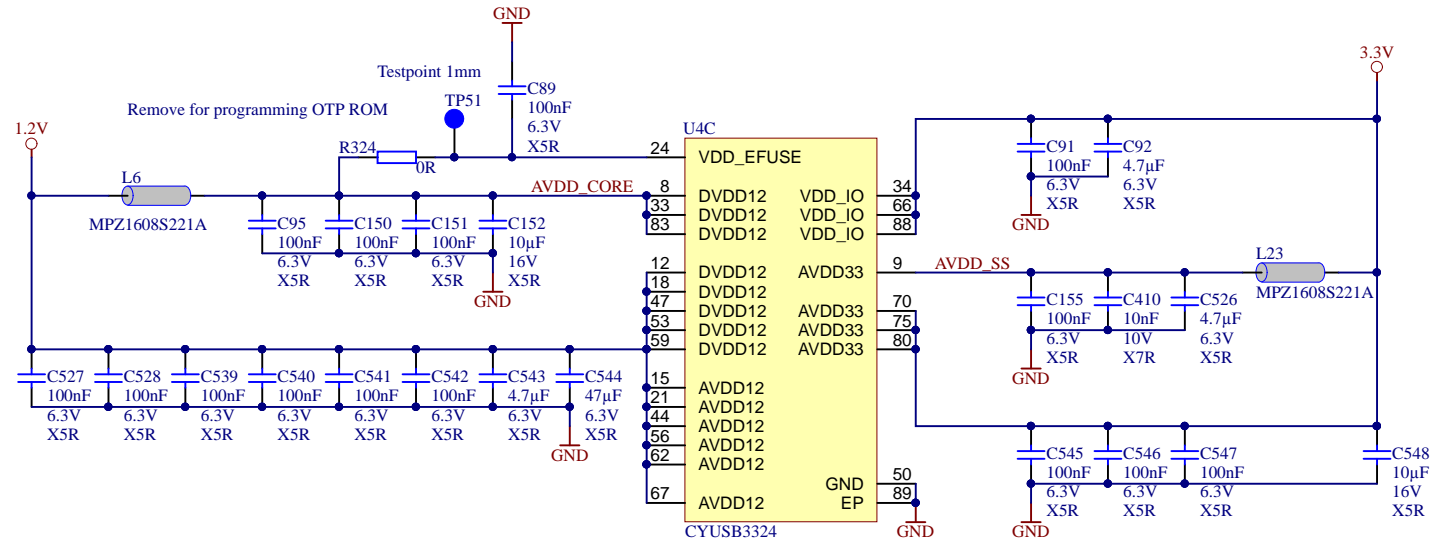 GND
3.3V
Testpoint 1mm
TP51
C89
100nF
6.3V
X5R
Remove for programming OTP ROM
1.2V
R324
0R
L6
MPZ1608S221A
AVDD_CORE
C95
100nF
6.3V
X5R
C150
100nF
6.3V
X5R
C151
100nF
6.3V
X5R
C152
10µF
16V
X5R
GND
C527
100nF
6.3V
X5R
C528
100nF
6.3V
X5R
C539
100nF
6.3V
X5R
C540
100nF
6.3V
X5R
C541
100nF
6.3V
X5R
C542
100nF
6.3V
X5R
C543
4.7µF
6.3V
X5R
C544
47µF
6.3V
X5R
GND
U4C
24 VDD_EFUSE
8 DVDD12
33 DVDD12
83 DVDD12
12 DVDD12
18 DVDD12
47 DVDD12
53 DVDD12
59 DVDD12
15 AVDD12
21 AVDD12
44 AVDD12
56 AVDD12
62 AVDD12
67 AVDD12
VDD_IO 34
VDD_IO 66
VDD_IO 88
AVDD33 9
AVDD33 70
AVDD33 75
AVDD33 80
GND 50
EP 89
CYUSB3324
GND
C91
100nF
6.3V
X5R
C92
4.7µF
6.3V
X5R
GND
AVDD_SS
L23
MPZ1608S221A
C155
100nF
6.3V
X5R
C410
10nF
10V
X7R
C526
4.7µF
6.3V
X5R
GND
C545
100nF
6.3V
X5R
C546
100nF
6.3V
X5R
C547
100nF
6.3V
X5R
C548
10µF
16V
X5R
GND